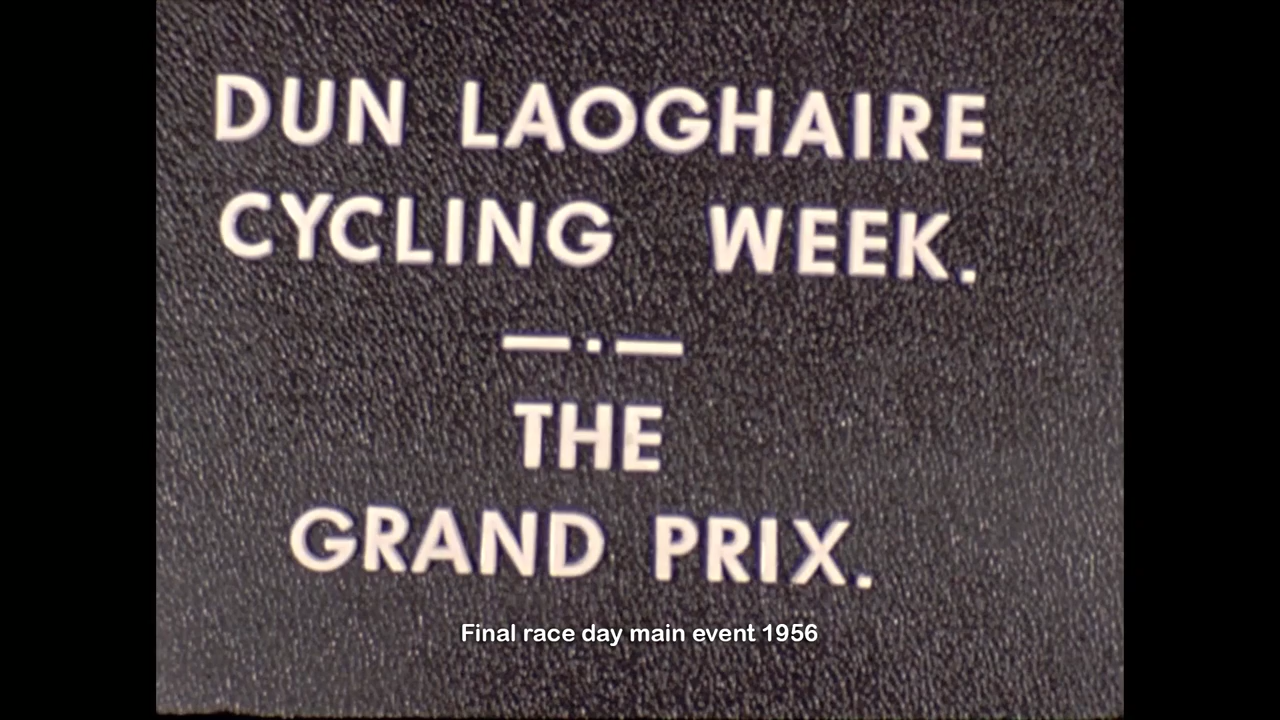 DUN LAOGHAIRE
CYCLING WEEK.
—·—
THE
GRAND PRIX.
Final race day main event 1956